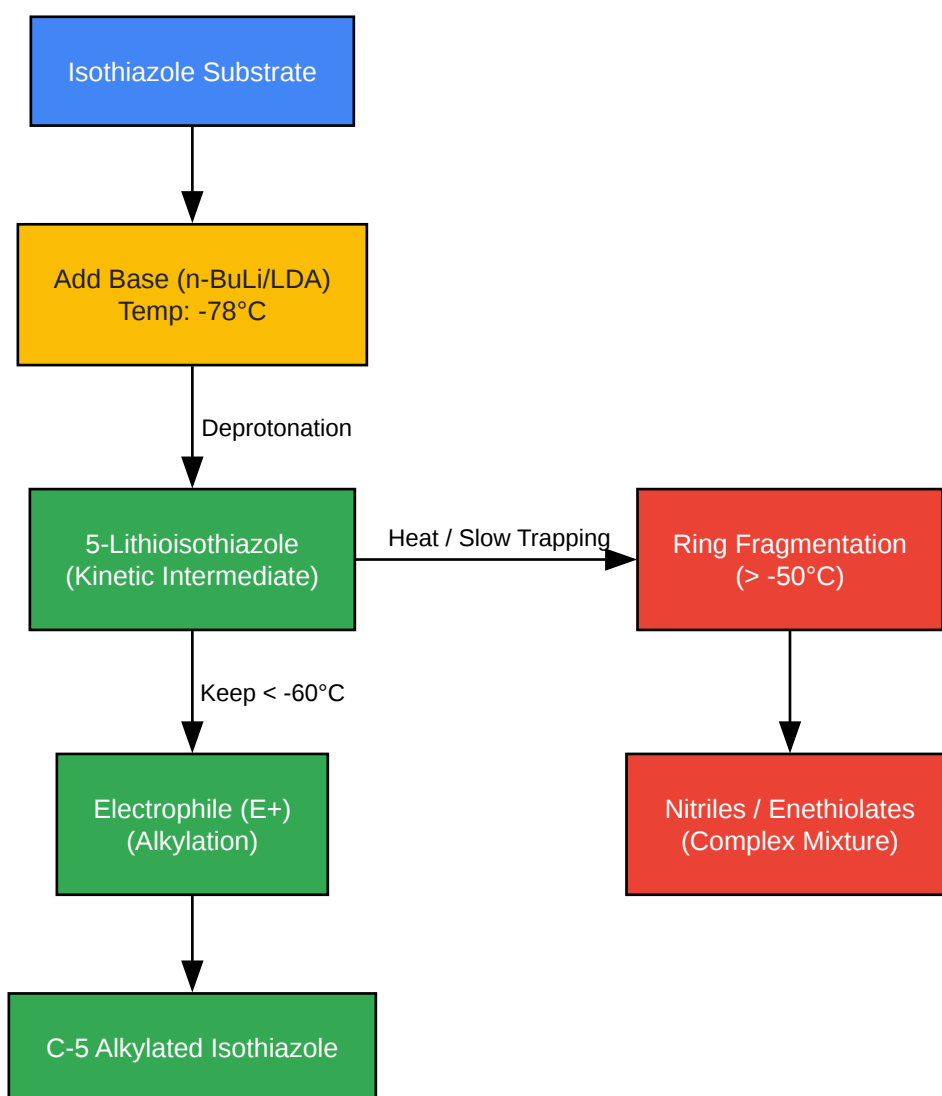 Isothiazole Substrate
Add Base (n-BuLi/LDA)
Temp: -78°C
Deprotonation
5-Lithioisothiazole
(Kinetic Intermediate)
Heat / Slow Trapping
Ring Fragmentation
(> -50°C)
Keep < -60°C
Electrophile (E+)
(Alkylation)
Nitriles / Enethiolates
(Complex Mixture)
C-5 Alkylated Isothiazole